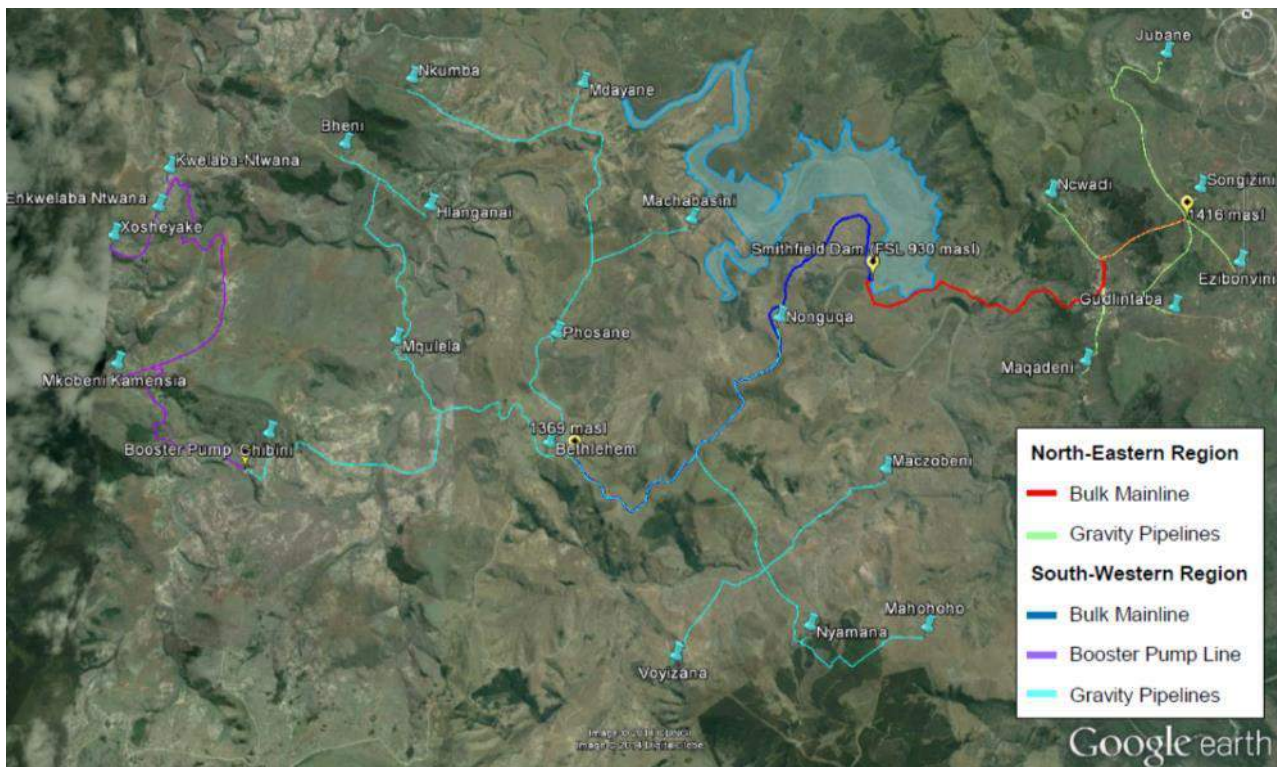 Jubane
Nkumba
Mdayane
Bheni
Kwelaba-Ntwana
Enkwelaba Ntwana
Hlanganai
Machabasini
Ncwadi
Songizini
1416 masl
Xosheyake
Smithfield Dam (FSL 930 masl)
Ezibonvini
Gudlintaba
Nonguqa
Phosane
Mqulela
Maqadeni
Mkobeni Kamensia
1369 masl
Bethlehem
Booster Pump
Chibini
Maczobeni
Mahohoho
Nyamana
Voyizana
North-Eastern Region
Bulk Mainline
Gravity Pipelines
South-Western Region
Bulk Mainline
Booster Pump Line
Gravity Pipelines
Image © 2014 DigitalGlobe
Google earth